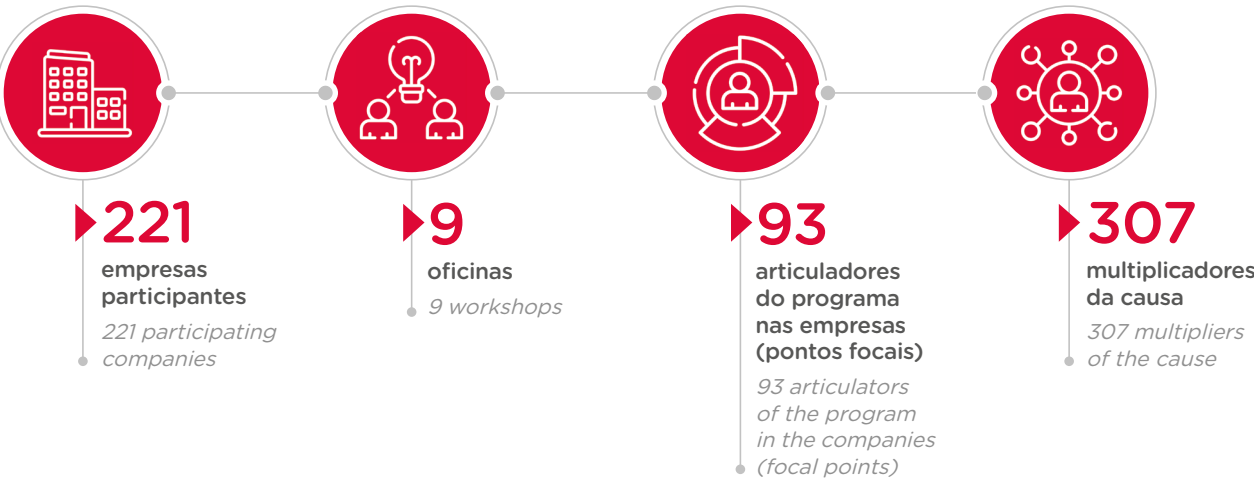 221
empresas
participantes
221 participating
companies
9
oficinas
9 workshops
93
articuladores
do programa
nas empresas
(pontos focais)
93 articulators
of the program
in the companies
(focal points)
307
multiplicadores
da causa
307 multipliers
of the cause